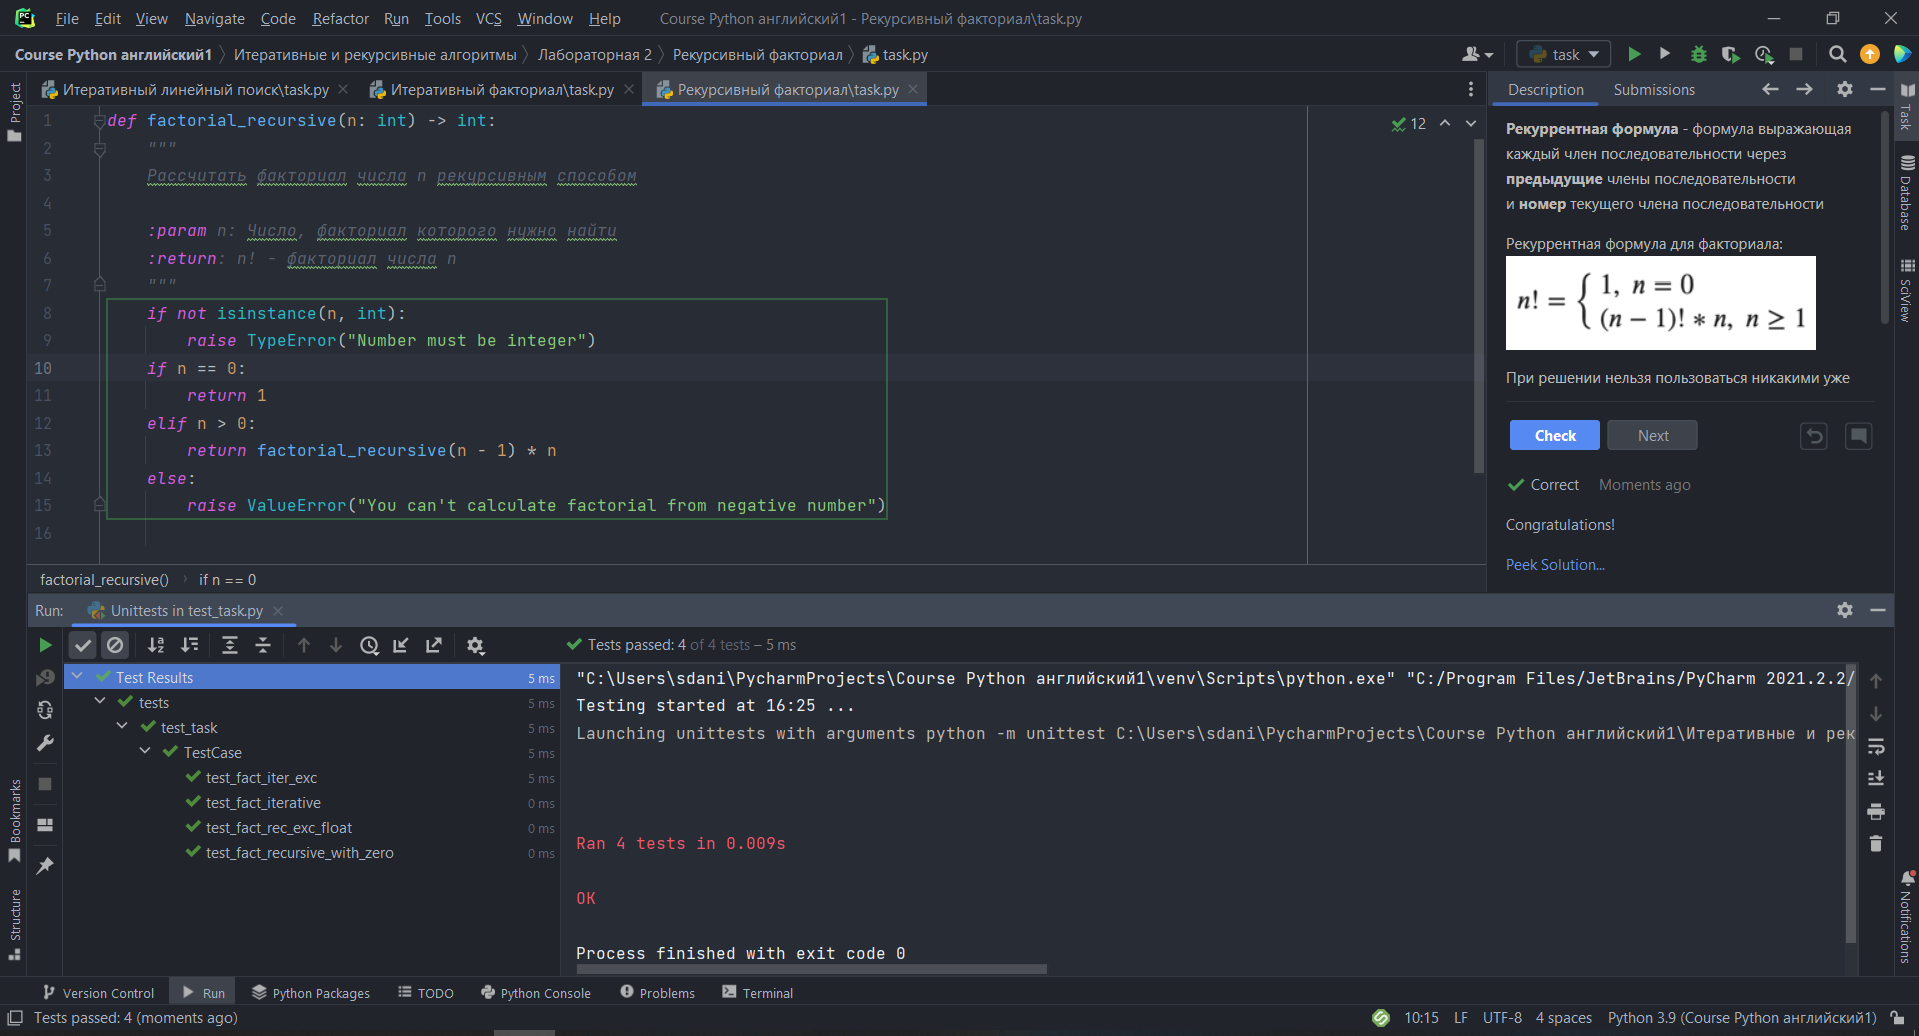 File Edit View Navigate Code Refactor Run Tools VCS Window Help Course Python английский1 - Рекурсивный факториал\task.py
Course Python английский1 Итеративные и рекурсивные алгоритмы Лабораторная 2 Рекурсивный факториал task.py
task
Project
Итеративный линейный поиск\task.py Итеративный факториал\task.py Рекурсивный факториал\task.py
1 def factorial_recursive(n: int) -> int:
2 """
3 Рассчитать факториал числа n рекурсивным способом
4
5 :param n: Число, факториал которого нужно найти
6 :return: n! - факториал числа n
7 """
8 if not isinstance(n, int):
9 raise TypeError("Number must be integer")
10 if n == 0:
11 return 1
12 elif n > 0:
13 return factorial_recursive(n - 1) * n
14 else:
15 raise ValueError("You can't calculate factorial from negative number")
16
12
factorial_recursive() if n == 0
Description Submissions
Рекуррентная формула - формула выражающая
каждый член последовательности через
предыдущие члены последовательности
и номер текущего члена последовательности
Рекуррентная формула для факториала:
n! = { 1, n = 0
(n − 1)! ∗ n, n ≥ 1
При решении нельзя пользоваться никакими уже
Check Next
Correct Moments ago
Congratulations!
Peek Solution...
Task
Database
SciView
Notifications
Run: Unittests in test_task.py
Tests passed: 4 of 4 tests – 5 ms
Test Results 5 ms
tests 5 ms
test_task 5 ms
TestCase 5 ms
test_fact_iter_exc 5 ms
test_fact_iterative 0 ms
test_fact_rec_exc_float 0 ms
test_fact_recursive_with_zero 0 ms
"C:\Users\sdani\PycharmProjects\Course Python английский1\venv\Scripts\python.exe" "C:/Program Files/JetBrains/PyCharm 2021.2.2/
Testing started at 16:25 ...
Launching unittests with arguments python -m unittest C:\Users\sdani\PycharmProjects\Course Python английский1\Итеративные и рек
Ran 4 tests in 0.009s
OK
Process finished with exit code 0
Bookmarks
Structure
Version Control Run Python Packages TODO Python Console Problems Terminal
Tests passed: 4 (moments ago) 10:15 LF UTF-8 4 spaces Python 3.9 (Course Python английский1)